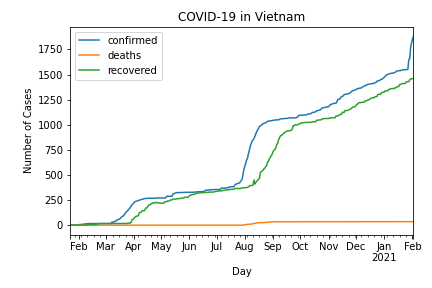 COVID-19 in Vietnam
confirmed
deaths
recovered
Number of Cases
1750
1500
1250
1000
750
500
250
0
Feb Mar Apr May Jun Jul Aug Sep Oct Nov Dec Jan Feb
2021
Day